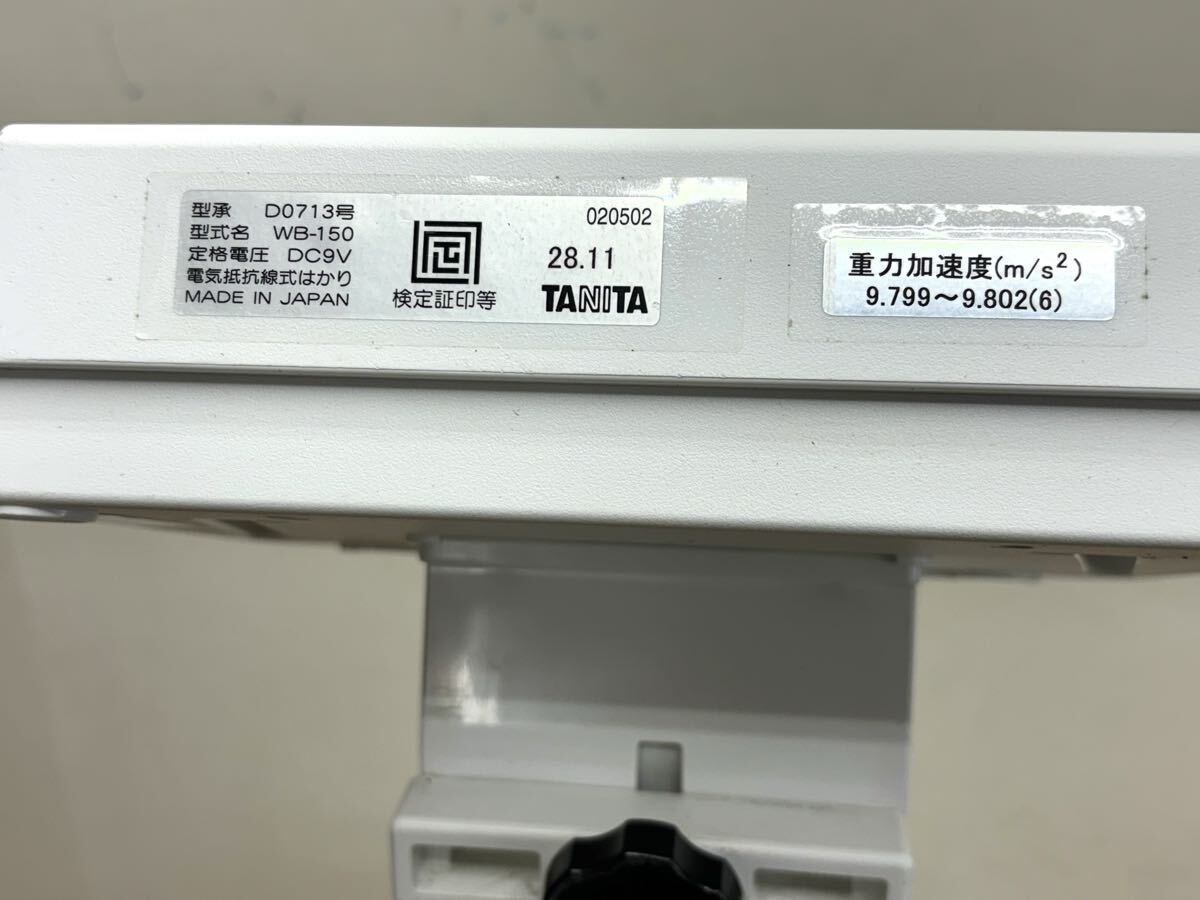 型承 D0713号
型式名 WB-150
定格電圧 DC9V
電気抵抗線式はかり
MADE IN JAPAN
正
検定証印等
020502
28.11
TANITA
重力加速度(m/s²)
9.799～9.802(6)